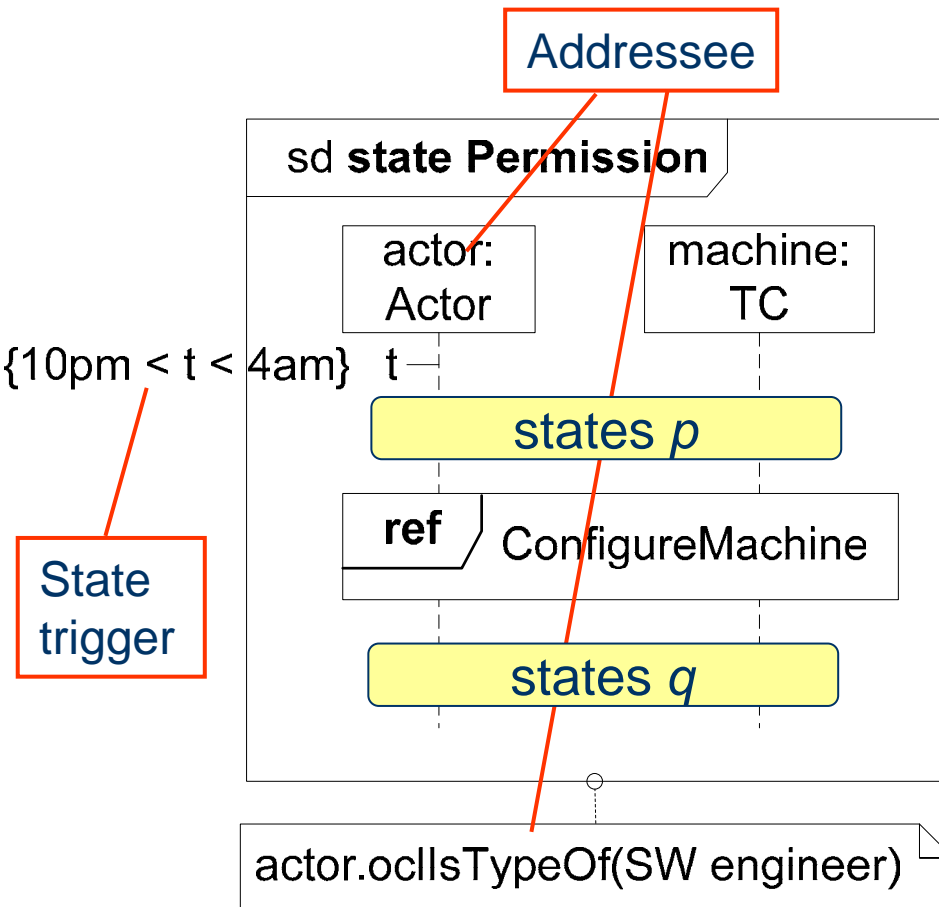 Addressee
sd state Permission
actor:
Actor
machine:
TC
{10pm < t < 4am} t
states p
ref
ConfigureMachine
State
trigger
states q
actor.oclIsTypeOf(SW engineer)